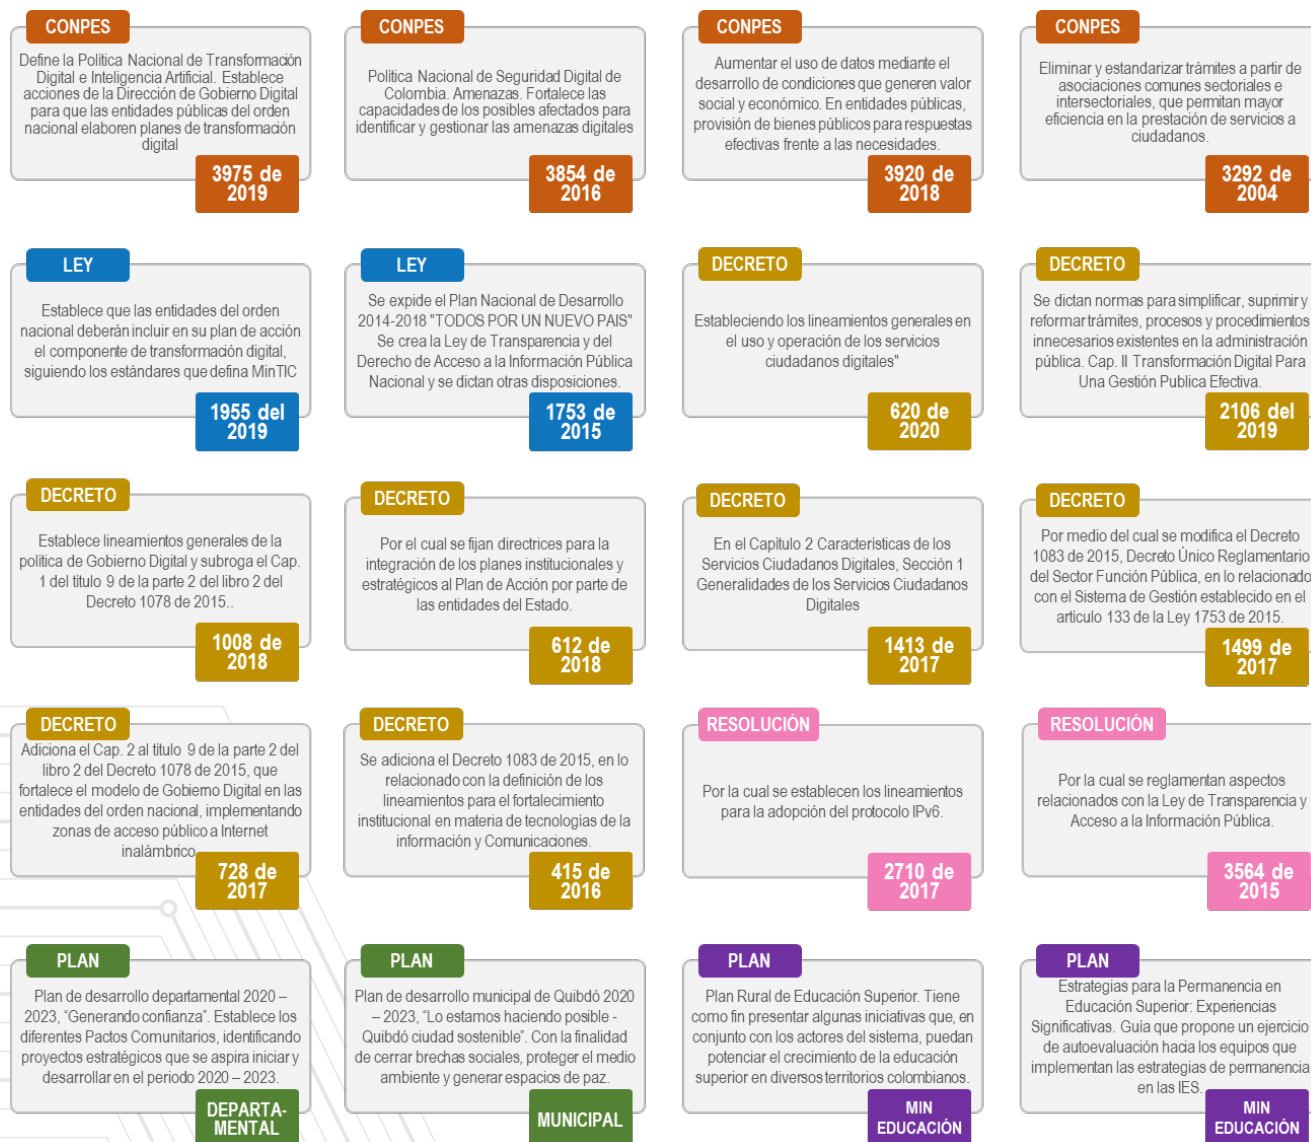 CONPES
Define la Política Nacional de Transformación
Digital e Inteligencia Artificial. Establece
acciones de la Dirección de Gobierno Digital
para que las entidades públicas del orden
nacional elaboren planes de transformación
digital
3975 de
2019
CONPES
Política Nacional de Seguridad Digital de
Colombia. Amenazas. Fortalece las
capacidades de los posibles afectados para
identificar y gestionar las amenazas digitales
3854 de
2016
CONPES
Aumentar el uso de datos mediante el
desarrollo de condiciones que generen valor
social y económico. En entidades públicas,
provisión de bienes públicos para respuestas
efectivas frente a las necesidades.
3920 de
2018
CONPES
Eliminar y estandarizar trámites a partir de
asociaciones comunes sectoriales e
intersectoriales, que permitan mayor
eficiencia en la prestación de servicios a
ciudadanos.
3292 de
2004
LEY
Establece que las entidades del orden
nacional deberán incluir en su plan de acción
el componente de transformación digital,
siguiendo los estándares que defina MinTIC
1955 del
2019
LEY
Se expide el Plan Nacional de Desarrollo
2014-2018 "TODOS POR UN NUEVO PAIS"
Se crea la Ley de Transparencia y del
Derecho de Acceso a la Información Pública
Nacional y se dictan otras disposiciones.
1753 de
2015
DECRETO
Estableciendo los lineamientos generales en
el uso y operación de los servicios
ciudadanos digitales"
620 de
2020
DECRETO
Se dictan normas para simplificar, suprimir y
reformar trámites, procesos y procedimientos
innecesarios existentes en la administración
pública. Cap. II Transformación Digital Para
Una Gestión Publica Efectiva.
2106 del
2019
DECRETO
Establece lineamientos generales de la
política de Gobierno Digital y subroga el Cap.
1 del título 9 de la parte 2 del libro 2 del
Decreto 1078 de 2015..
1008 de
2018
DECRETO
Por el cual se fijan directrices para la
integración de los planes institucionales y
estratégicos al Plan de Acción por parte de
las entidades del Estado.
612 de
2018
DECRETO
En el Capitulo 2 Características de los
Servicios Ciudadanos Digitales, Sección 1
Generalidades de los Servicios Ciudadanos
Digitales
1413 de
2017
DECRETO
Por medio del cual se modifica el Decreto
1083 de 2015, Decreto Único Reglamentario
del Sector Función Pública, en lo relacionado
con el Sistema de Gestión establecido en el
artículo 133 de la Ley 1753 de 2015.
1499 de
2017
DECRETO
Adiciona el Cap. 2 al título 9 de la parte 2 del
libro 2 del Decreto 1078 de 2015, que
fortalece el modelo de Gobierno Digital en las
entidades del orden nacional, implementando
zonas de acceso público a Internet
inalámbrico
728 de
2017
DECRETO
Se adiciona el Decreto 1083 de 2015, en lo
relacionado con la definición de los
lineamientos para el fortalecimiento
institucional en materia de tecnologías de la
información y Comunicaciones.
415 de
2016
RESOLUCIÓN
Por la cual se establecen los lineamientos
para la adopción del protocolo IPv6.
2710 de
2017
RESOLUCIÓN
Por la cual se reglamentan aspectos
relacionados con la Ley de Transparencia y
Acceso a la Información Pública.
3564 de
2015
PLAN
Plan de desarrollo departamental 2020 –
2023, “Generando confianza”. Establece los
diferentes Pactos Comunitarios, identificando
proyectos estratégicos que se aspira iniciar y
desarrollar en el periodo 2020 – 2023.
DEPARTA-
MENTAL
PLAN
Plan de desarrollo municipal de Quibdó 2020
– 2023, “Lo estamos haciendo posible -
Quibdó ciudad sostenible”. Con la finalidad
de cerrar brechas sociales, proteger el medio
ambiente y generar espacios de paz.
MUNICIPAL
PLAN
Plan Rural de Educación Superior. Tiene
como fin presentar algunas iniciativas que, en
conjunto con los actores del sistema, puedan
potenciar el crecimiento de la educación
superior en diversos territorios colombianos.
MIN
EDUCACIÓN
PLAN
Estrategias para la Permanencia en
Educación Superior: Experiencias
Significativas. Guía que propone un ejercicio
de autoevaluación hacia los equipos que
implementan las estrategias de permanencia
en las IES.
MIN
EDUCACIÓN